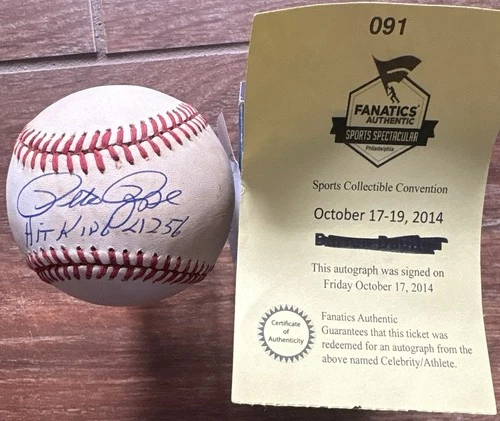 Pete Rose
HIT KING 4256
091
FANATICS
AUTHENTIC
SPORTS SPECTACULAR
Philadelphia
Sports Collectible Convention
October 17-19, 2014
This autograph was signed on
Friday October 17, 2014
Certificate
of
Authenticity
Fanatics Authentic
Guarantees that this ticket was
redeemed for an autograph from the
above named Celebrity/Athlete.